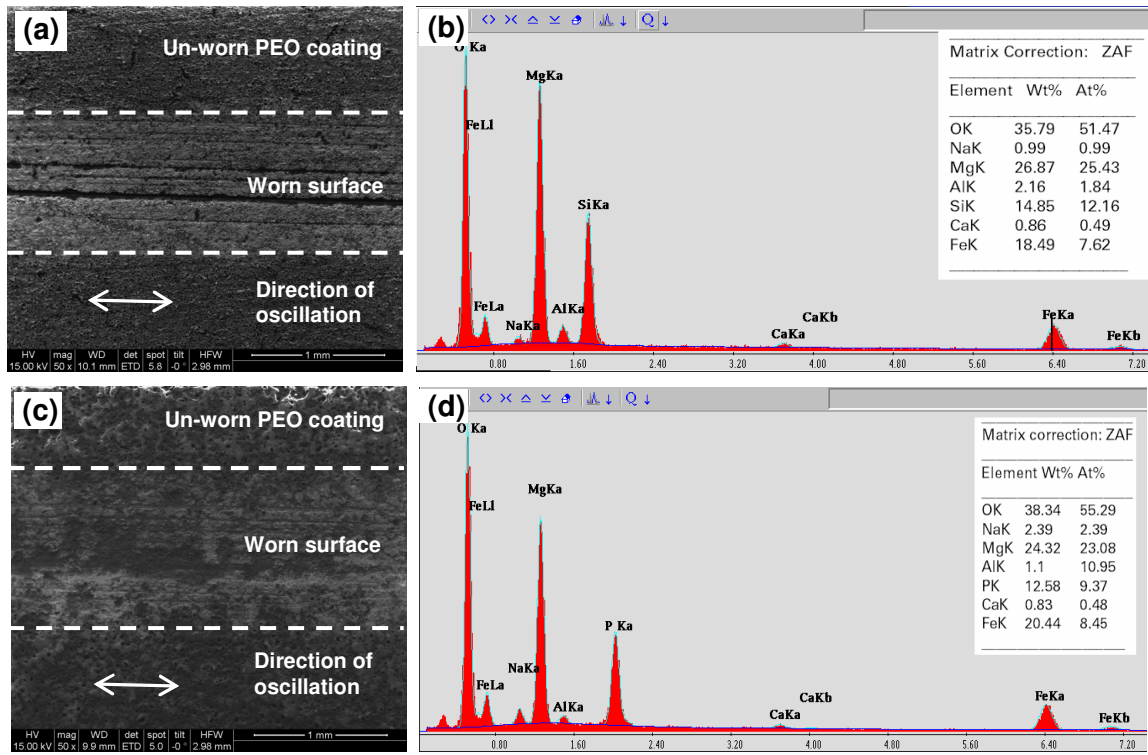 (a)
Un-worn PEO coating
Worn surface
Direction of
oscillation
HV mag WD det spot tilt HFW
15.00 kV 50 x 10.1 mm ETD 5.8 -0 ° 2.98 mm
1 mm
(b)
Q
O Ka
MgKa
FeLl
SiKa
FeLa
NaKa
AlKa
CaKa
CaKb
FeKa
FeKb
0.80 1.60 2.40 3.20 4.00 4.80 5.60 6.40 7.20
Matrix Correction: ZAF
Element Wt% At%
OK 35.79 51.47
NaK 0.99 0.99
MgK 26.87 25.43
AlK 2.16 1.84
SiK 14.85 12.16
CaK 0.86 0.49
FeK 18.49 7.62
(c)
Un-worn PEO coating
Worn surface
Direction of
oscillation
HV mag WD det spot tilt HFW
15.00 kV 50 x 9.9 mm ETD 5.0 -0 ° 2.98 mm
1 mm
(d)
Q
O Ka
MgKa
FeLl
P Ka
FeLa
NaKa
AlKa
CaKa
CaKb
FeKa
FeKb
0.80 1.60 2.40 3.20 4.00 4.80 5.60 6.40 7.20
Matrix correction: ZAF
Element Wt% At%
OK 38.34 55.29
NaK 2.39 2.39
MgK 24.32 23.08
AlK 1.1 10.95
PK 12.58 9.37
CaK 0.83 0.48
FeK 20.44 8.45